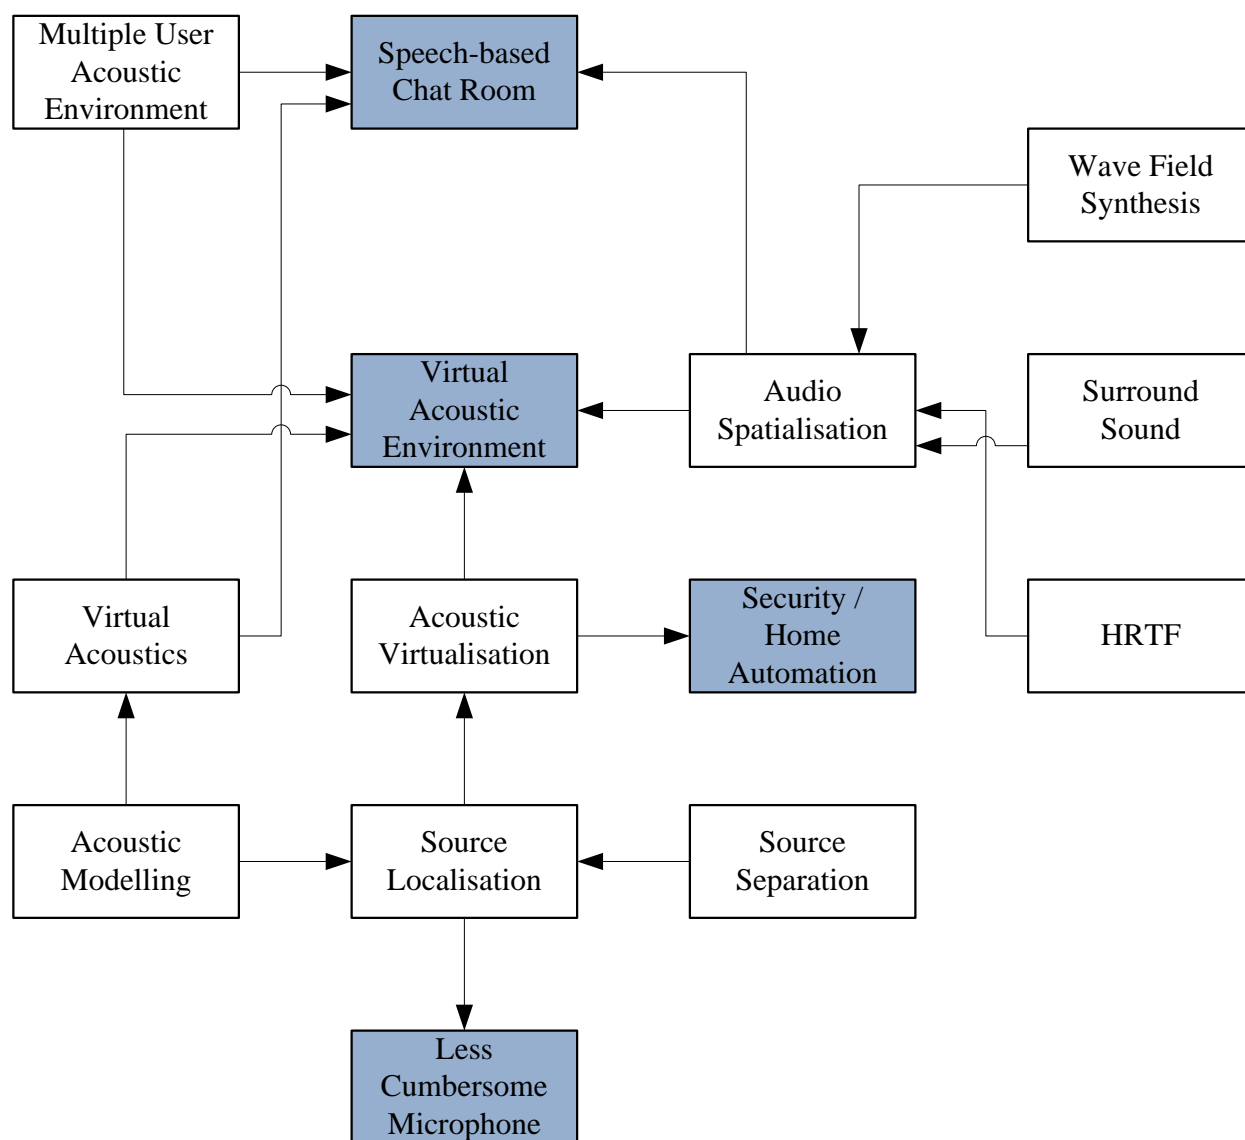 Multiple User
Acoustic
Environment
Speech-based
Chat Room
Wave Field
Synthesis
Virtual
Acoustic
Environment
Audio
Spatialisation
Surround
Sound
Virtual
Acoustics
Acoustic
Virtualisation
Security /
Home
Automation
HRTF
Acoustic
Modelling
Source
Localisation
Source
Separation
Less
Cumbersome
Microphone